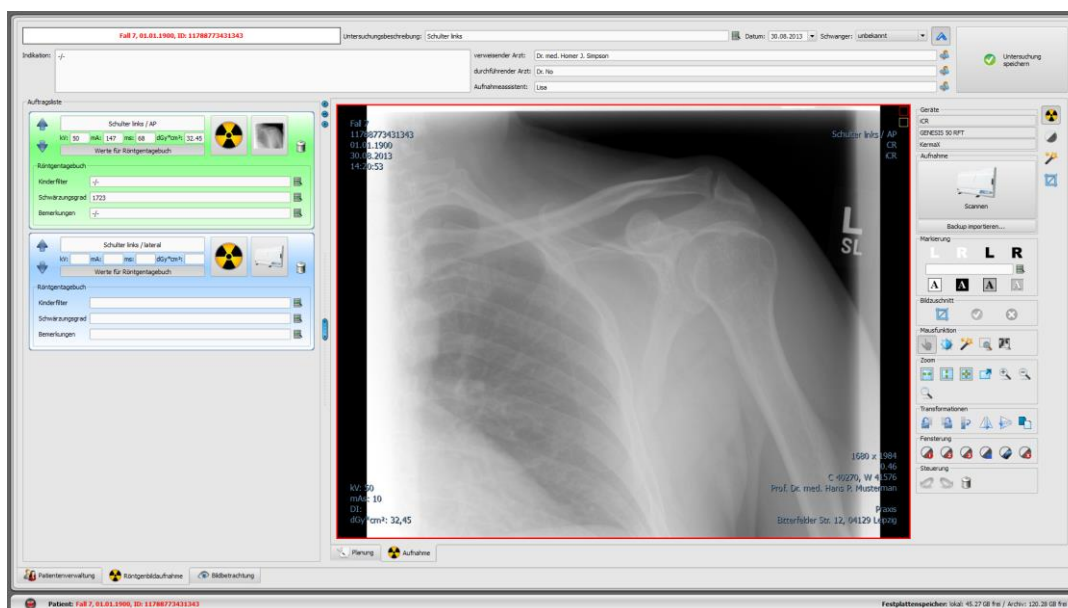 Fall 7, 01.01.1900, ID: 11788773431343
Untersuchungsbeschreibung: Schulter links
Datum: 30.08.2013
Schwanger: unbekannt
Indikation: -/-
verweisender Arzt: Dr. med. Homer J. Simpson
durchführender Arzt: Dr. No
Aufnahmeassistent: Lisa
Untersuchung
speichern
Auftragsliste
Schulter links / AP
kV: 50 mA: 147 ms: 68 dGy*cm²: 32.45
Werte für Röntgentagebuch
Röntgentagebuch
Kinderfilter -/-
Schwärzungsgrad 1723
Bemerkungen -/-
Schulter links / lateral
kV: mA: ms: dGy*cm²:
Werte für Röntgentagebuch
Röntgentagebuch
Kinderfilter
Schwärzungsgrad
Bemerkungen
Fall 7
11788773431343
01.01.1900
30.08.2013
14:20:53
Schulter links / AP
CR
iCR
L
SL
kV: 50
mAs: 10
DI:
dGy*cm²: 32,45
1680 x 1984
0.46
C 40270, W 41576
Prof. Dr. med. Hans P. Musterman
Praxis
Bitterfelder Str. 12, 04129 Leipzig
Geräte
iCR
GENESIS 50 RPT
KermaX
Aufnahme
Scannen
Backup importieren...
Markierung
L R L R
A A A A
Bildzuschnitt
Mausfunktion
Zoom
Transformationen
Fensterung
Steuerung
Planung
Aufnahme
Patientenverwaltung
Röntgenbildaufnahme
Bildbetrachtung
Patient: Fall 7, 01.01.1900, ID: 11788773431343
Festplattenspeicher: lokal: 45.27 GB frei / Archiv: 120.28 GB frei